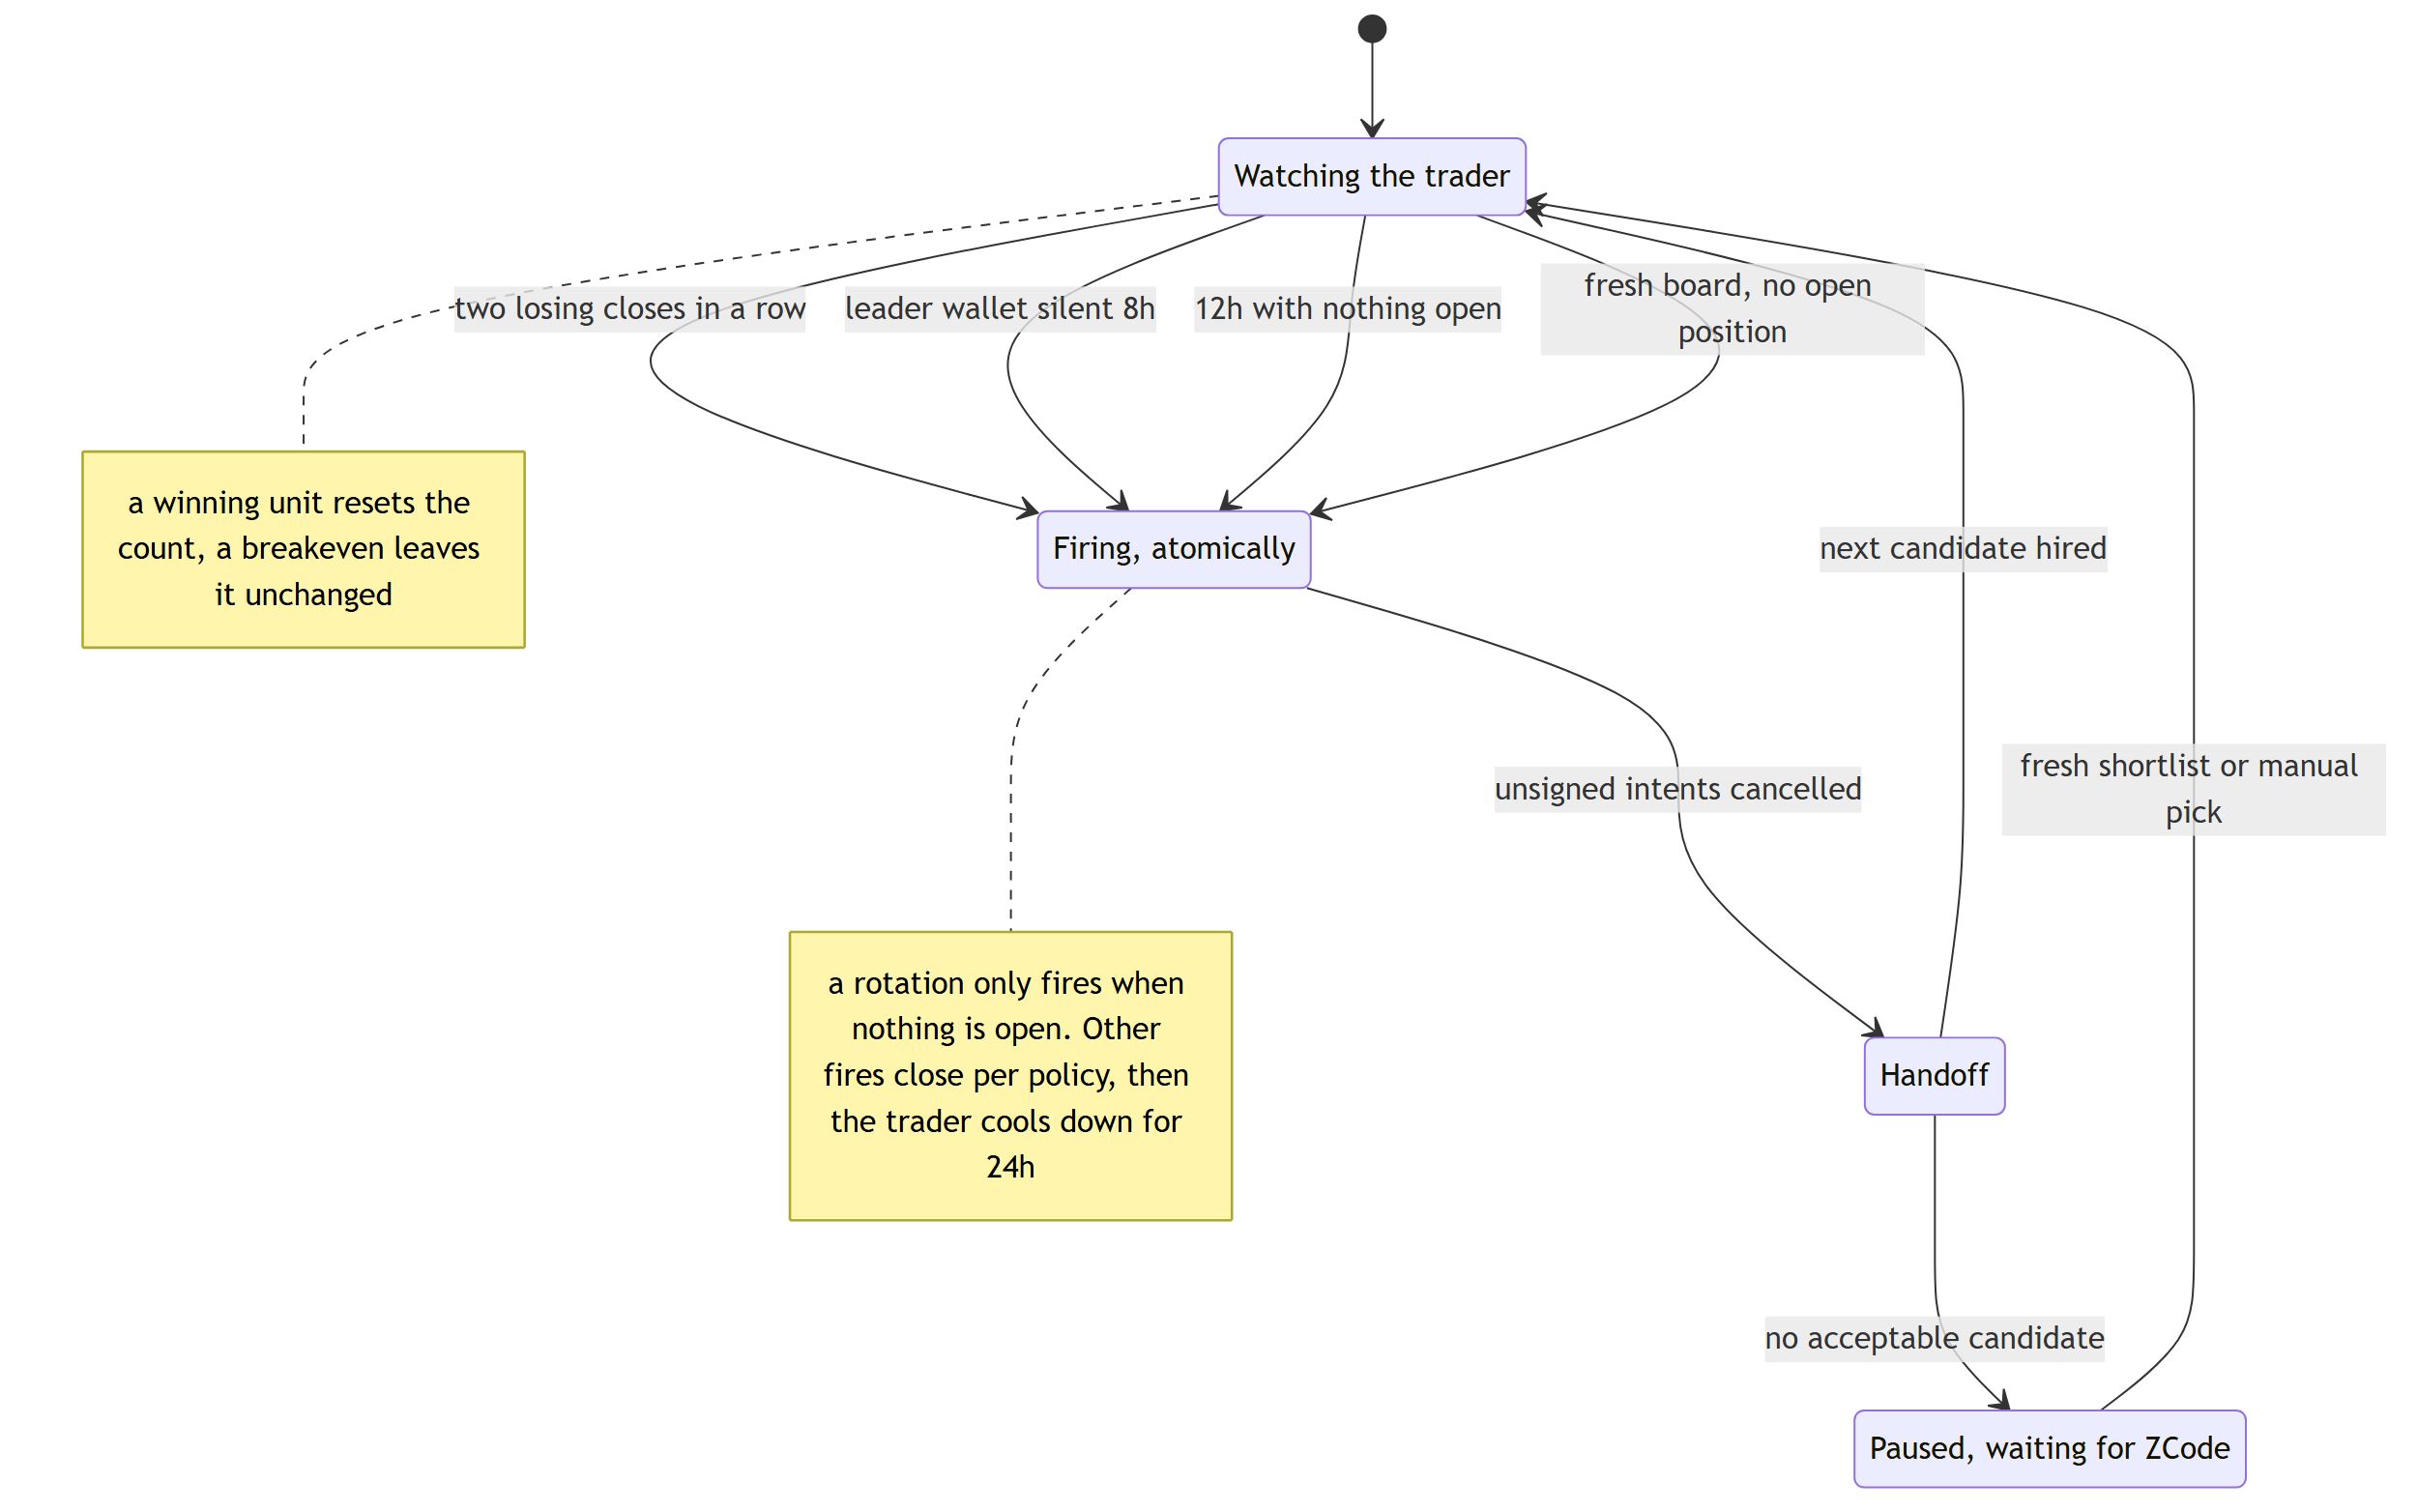 Watching the trader
two losing closes in a row
leader wallet silent 8h
12h with nothing open
fresh board, no open
position
a winning unit resets the
count, a breakeven leaves
it unchanged
Firing, atomically
next candidate hired
unsigned intents cancelled
fresh shortlist or manual
pick
a rotation only fires when
nothing is open. Other
fires close per policy, then
the trader cools down for
24h
Handoff
no acceptable candidate
Paused, waiting for ZCode